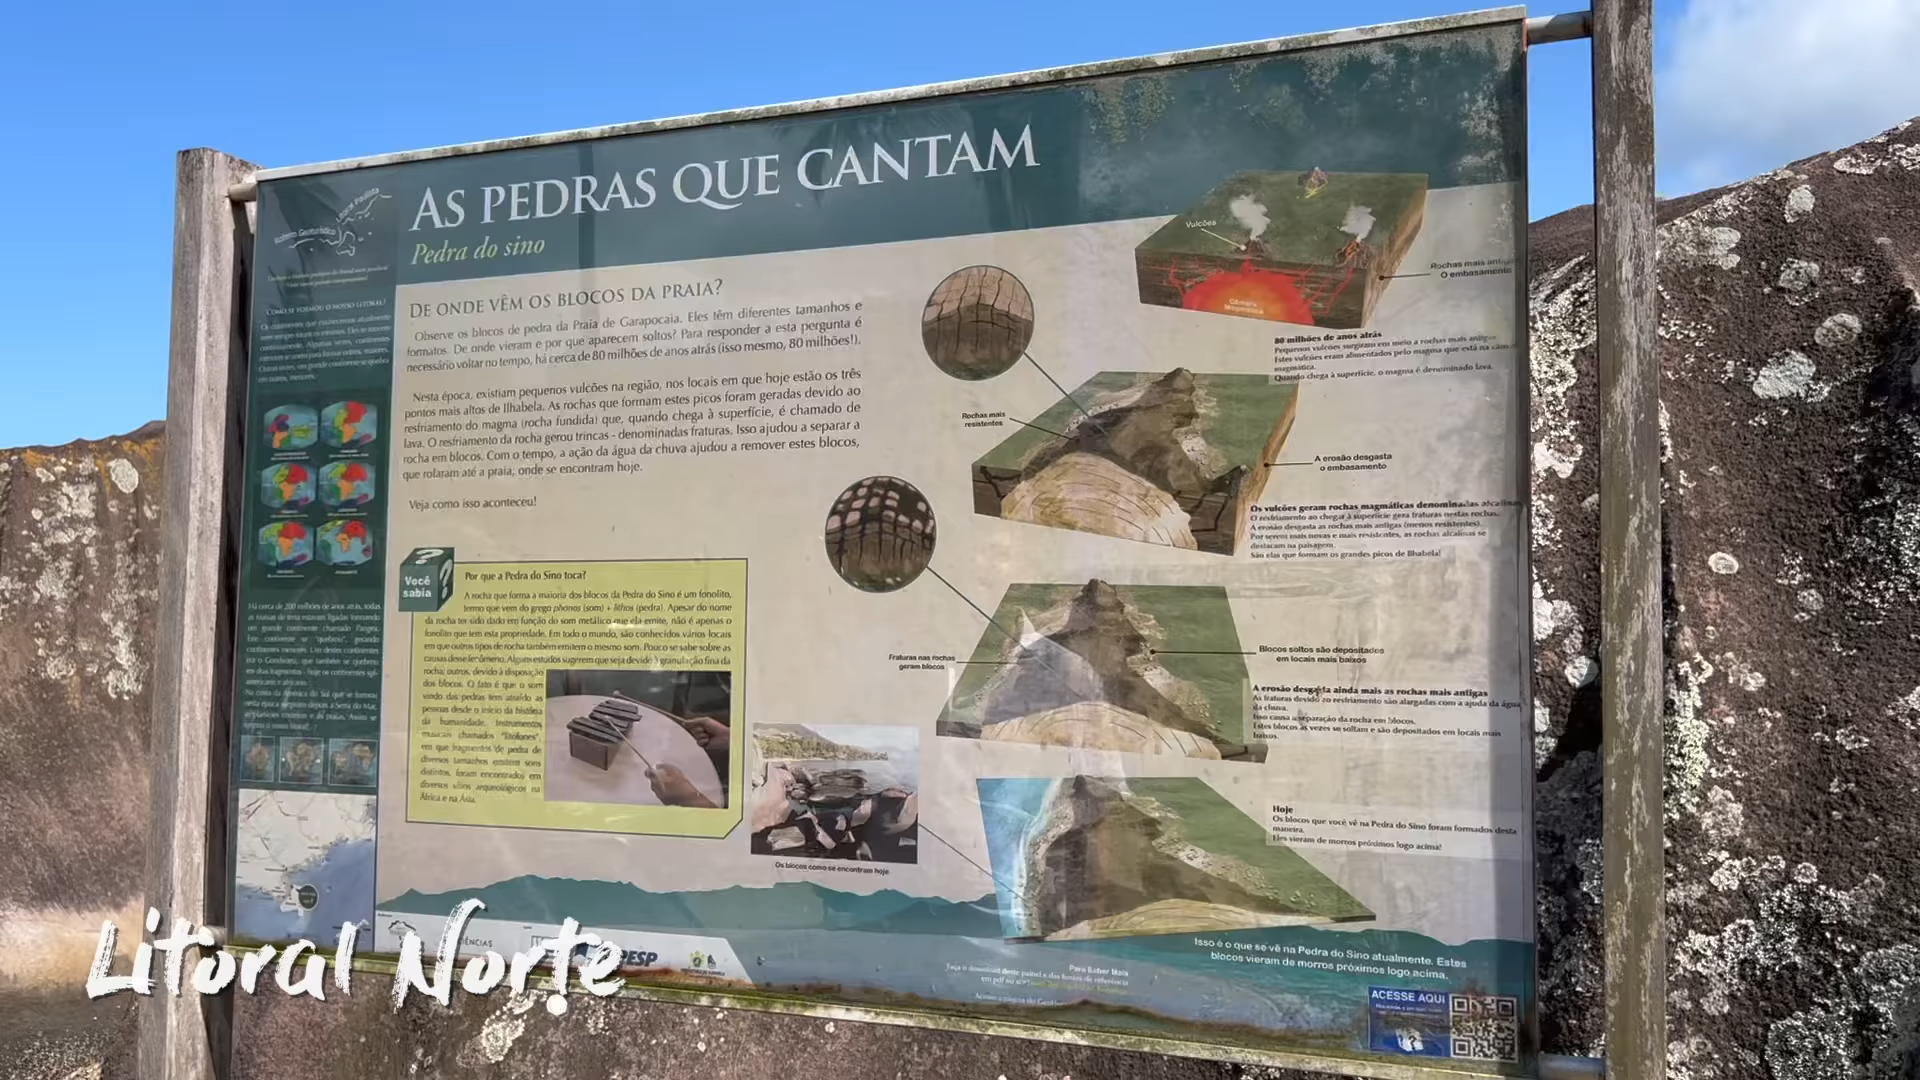 AS PEDRAS QUE CANTAM
Pedra do sino
DE ONDE VÊM OS BLOCOS DA PRAIA?
Observe os blocos de pedra da Praia de Garapocaia. Eles têm diferentes tamanhos e
formatos. De onde vieram e por que aparecem soltos? Para responder a esta pergunta é
necessário voltar no tempo, há cerca de 80 milhões de anos atrás (isso mesmo, 80 milhões!).
Nesta época, existiam pequenos vulcões na região, nos locais em que hoje estão os três
pontos mais altos de Ilhabela. As rochas que formam estes picos foram geradas devido ao
resfriamento do magma (rocha fundida) que, quando chega à superfície, é chamado de
lava. O resfriamento da rocha gerou trincas - denominadas fraturas. Isso ajudou a separar a
rocha em blocos. Com o tempo, a ação da água da chuva ajudou a remover estes blocos,
que rolaram até a praia, onde se encontram hoje.
Veja como isso aconteceu!
Você
sabia
Por que a Pedra do Sino toca?
A rocha que forma a maioria dos blocos da Pedra do Sino é um fonolito,
termo que vem do grego phonos (som) + lithos (pedra). Apesar do nome
da rocha ter sido dado em função do som metálico que ela emite, não é apenas o
fonolito que tem esta propriedade. Em todo o mundo, são conhecidos vários locais
em que outros tipos de rocha também emitem o mesmo som. Pouco se sabe sobre as
causas desse fenômeno. Alguns estudos sugerem que seja devido à granulação fina da
rocha; outros, devido à disposição
dos blocos. O fato é que o som
vindo das pedras tem atraído as
pessoas desde o início da história
da humanidade. Instrumentos
musicais chamados "litofones",
em que fragmentos de pedra de
diversos tamanhos emitem sons
distintos, foram encontrados em
diversos sítios arqueológicos na
África e na Ásia.
Os blocos como se encontram hoje
Vulcões
Câmara
Magmática
Rochas mais
O embasamento
80 milhões de anos atrás
Pequenos vulcões surgiram em meio a rochas mais
Estes vulcões eram alimentados pelo magma que está na
magmática.
Quando chega à superfície, o magma é denominado lava.
Rochas mais
resistentes
A erosão desgasta
o embasamento
Os vulcões geram rochas magmáticas denominadas alcalinas
O resfriamento ao chegar à superfície gera fraturas nestas rochas.
A erosão desgasta as rochas mais antigas (menos resistentes).
Por serem mais novas e mais resistentes, as rochas alcalinas se
destacam na paisagem.
São elas que formam os grandes picos de Ilhabela!
Fraturas nas rochas
geram blocos
Blocos soltos são depositados
em locais mais baixos
A erosão desgasta ainda mais as rochas mais antigas
As fraturas devido ao resfriamento são alargadas com a ajuda da água
da chuva.
Isso causa a separação da rocha em blocos.
Estes blocos às vezes se soltam e são depositados em locais mais
baixos.
Hoje
Os blocos que você vê na Pedra do Sino foram formados desta
maneira.
Eles vieram de morros próximos logo acima!
Isso é o que se vê na Pedra do Sino atualmente. Estes
blocos vieram de morros próximos logo acima.
Para Saber Mais
ACESSE AQUI
Litoral Norte